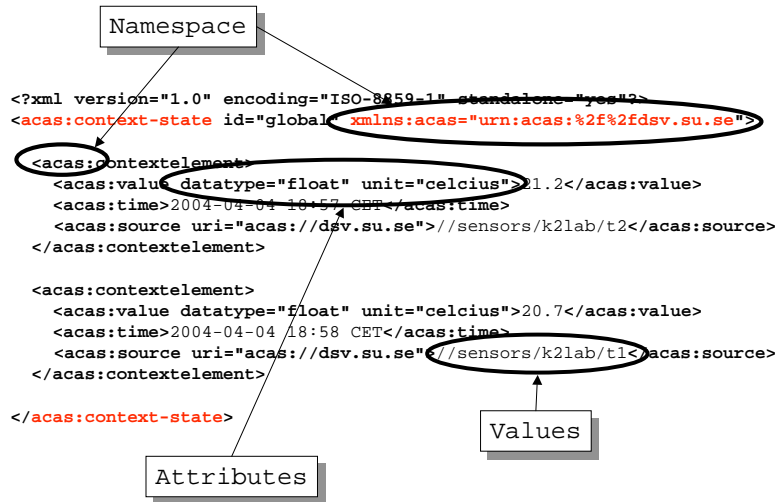 Namespace
<?xml version="1.0" encoding="ISO-8859-1" standalone="yes"?>
<acas:context-state id="global" xmlns:acas="urn:acas:%2f%2fdsv.su.se">
<acas:contextelement>
<acas:value datatype="float" unit="celcius">21.2</acas:value>
<acas:time>2004-04-04 18:57 CET</acas:time>
<acas:source uri="acas://dsv.su.se">//sensors/k2lab/t2</acas:source>
</acas:contextelement>
<acas:contextelement>
<acas:value datatype="float" unit="celcius">20.7</acas:value>
<acas:time>2004-04-04 18:58 CET</acas:time>
<acas:source uri="acas://dsv.su.se">//sensors/k2lab/t1</acas:source>
</acas:contextelement>
</acas:context-state>
Values
Attributes